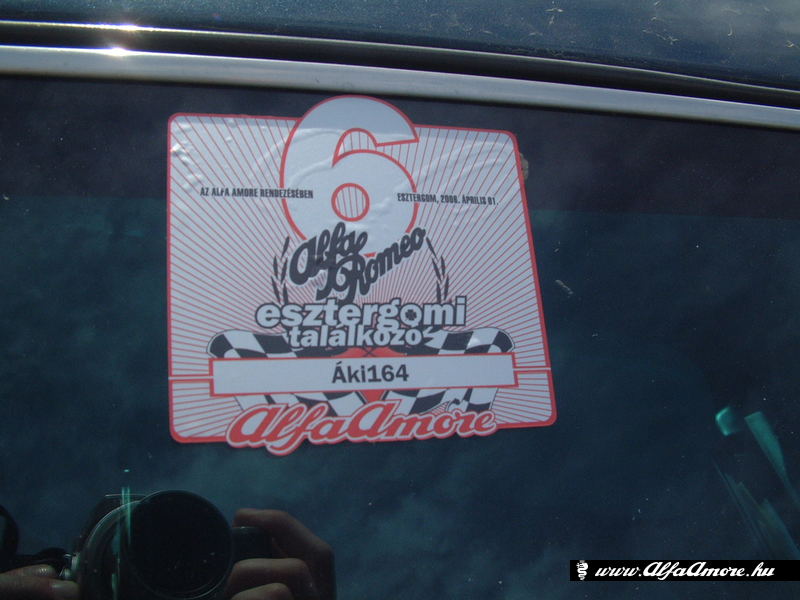 6
AZ ALFA AMORE RENDEZÉSÉBEN
ESZTERGOM, 2006. ÁPRILIS 01.
Alfa Romeo
esztergomi
találkozó
Áki164
AlfaAmore
www.AlfaAmore.hu